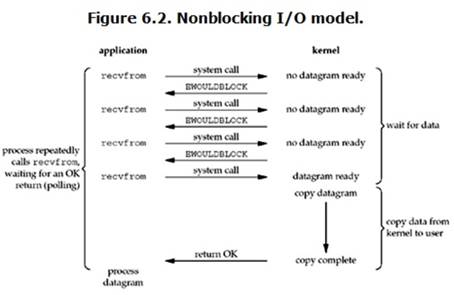 Figure 6.2. Nonblocking I/O model.
application kernel
recvfrom system call no datagram ready
EWOULDBLOCK
recvfrom system call no datagram ready
EWOULDBLOCK
recvfrom system call no datagram ready
EWOULDBLOCK
recvfrom system call datagram ready
wait for data
process repeatedly
calls recvfrom,
waiting for an OK
return (polling)
copy datagram
copy data from
kernel to user
return OK copy complete
process
datagram